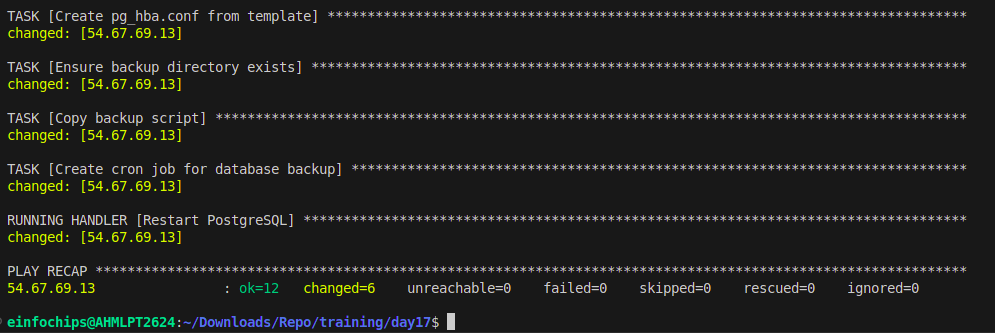 TASK [Create pg_hba.conf from template] ********************************************************************************
changed: [54.67.69.13]
TASK [Ensure backup directory exists] **********************************************************************************
changed: [54.67.69.13]
TASK [Copy backup script] **********************************************************************************************
changed: [54.67.69.13]
TASK [Create cron job for database backup] *****************************************************************************
changed: [54.67.69.13]
RUNNING HANDLER [Restart PostgreSQL] ***********************************************************************************
changed: [54.67.69.13]
PLAY RECAP *************************************************************************************************************
54.67.69.13                : ok=12   changed=6    unreachable=0    failed=0    skipped=0    rescued=0    ignored=0
einfochips@AHMLPT2624:~/Downloads/Repo/training/day17$